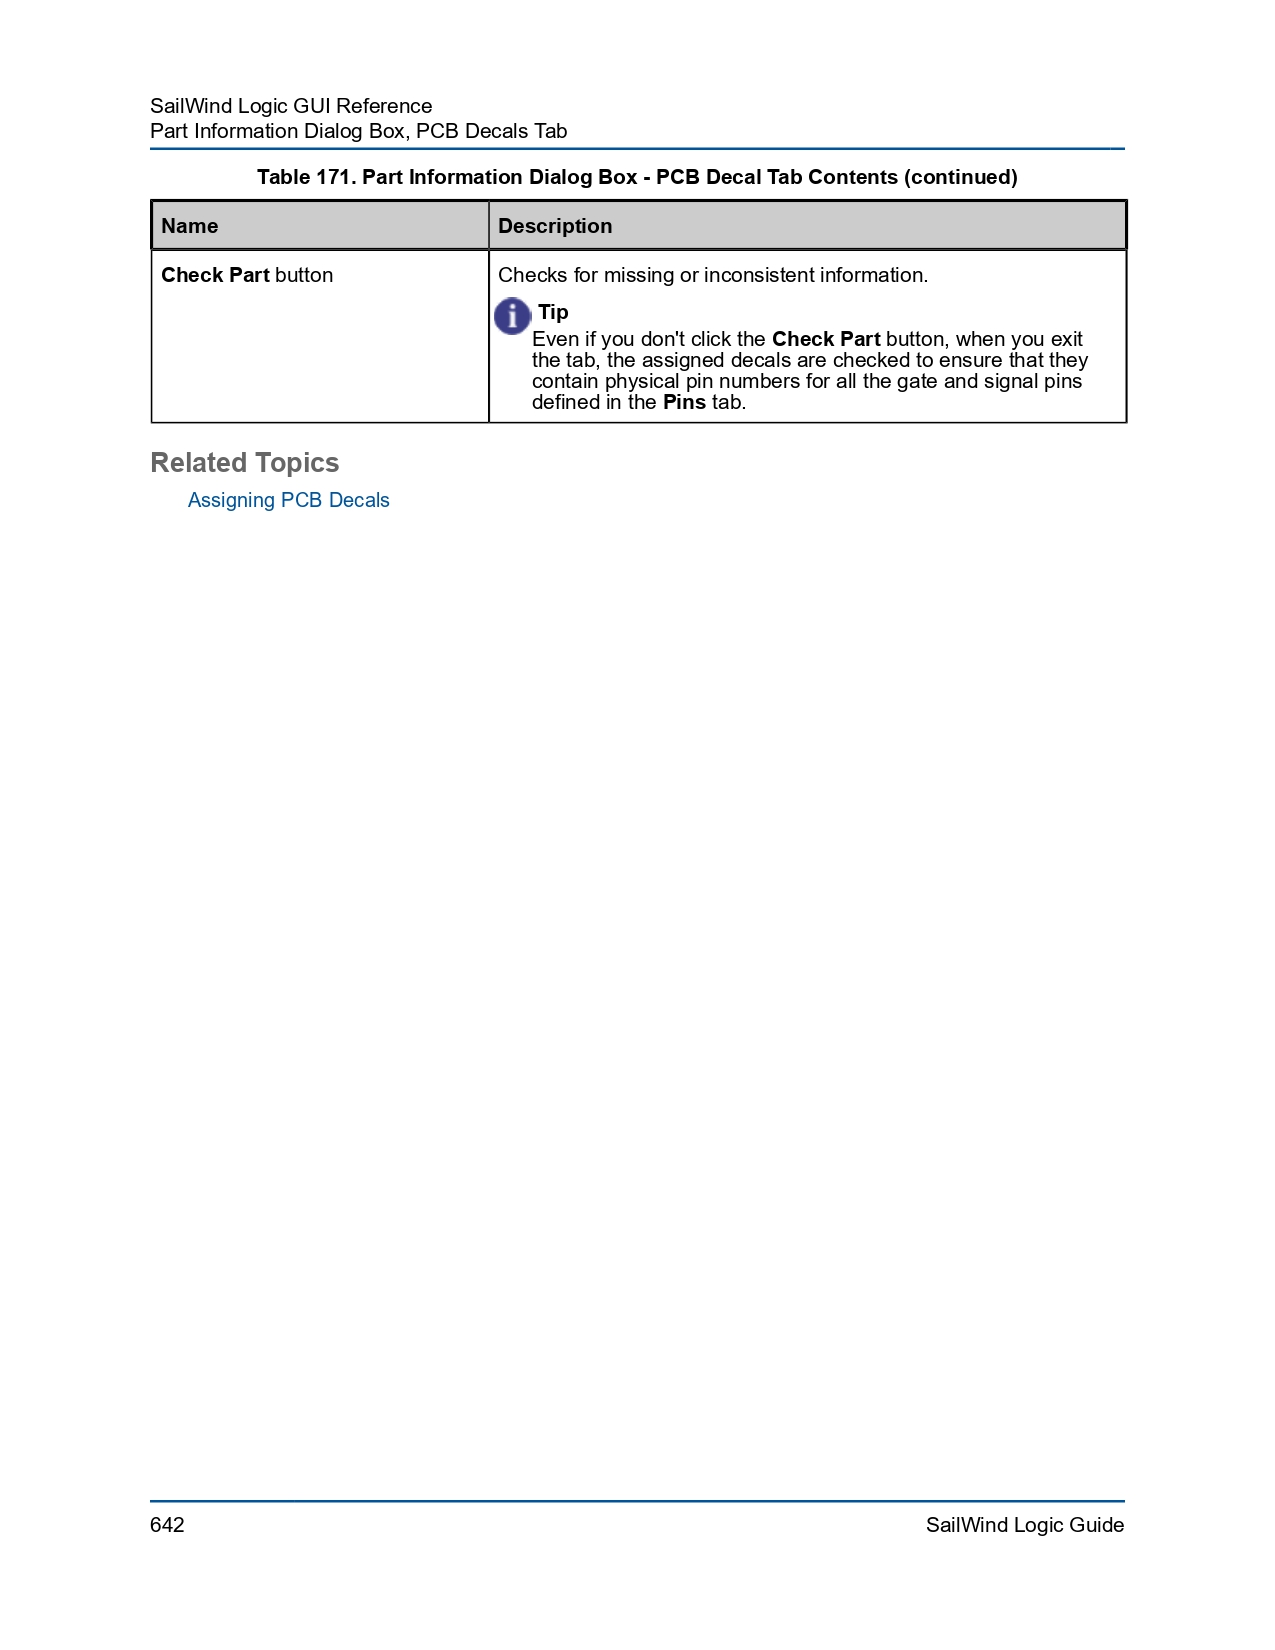 SailWind Logic GUI Reference
Part Information Dialog Box, PCB Decals Tab
Table 171. Part Information Dialog Box - PCB Decal Tab Contents (continued)
Name
Description
Check Part button
Checks for missing or inconsistent information.
Tip
Even if you don't click the Check Part button, when you exit
the tab, the assigned decals are checked to ensure that they
contain physical pin numbers for all the gate and signal pins
defined in the Pins tab.
Related Topics
Assigning PCB Decals
642
SailWind Logic Guide